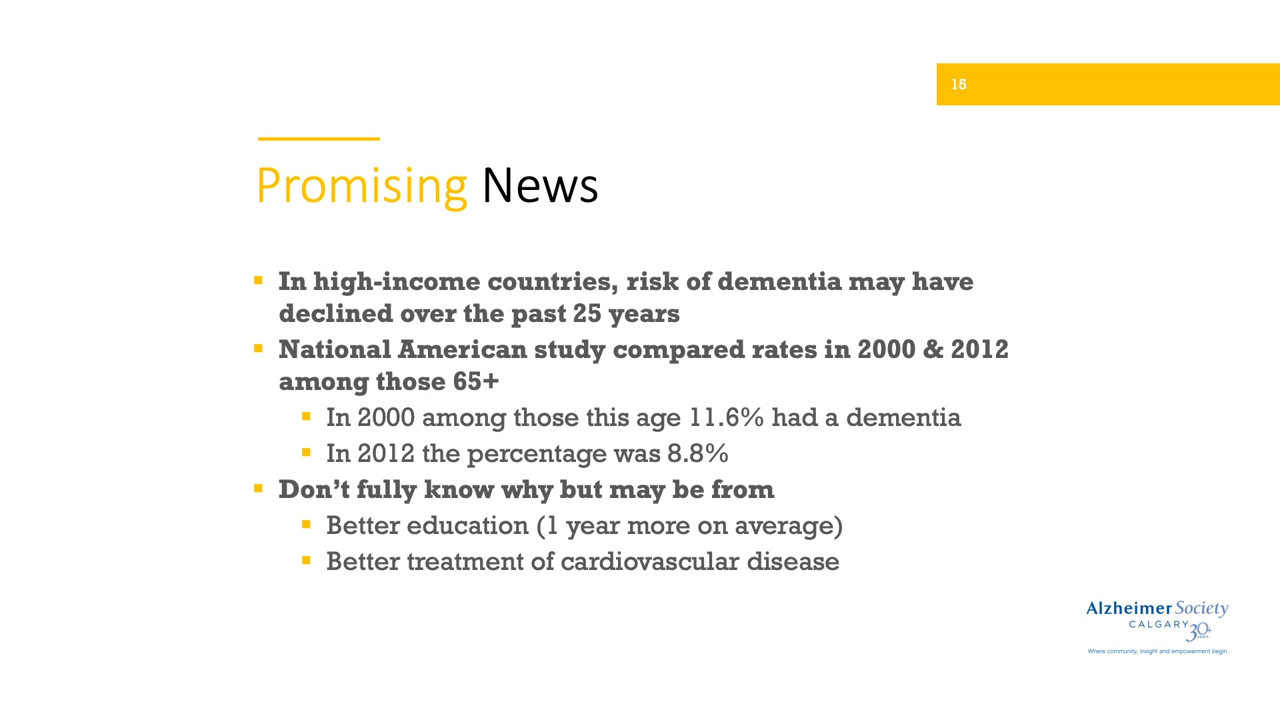 15
Promising News
In high-income countries, risk of dementia may have
declined over the past 25 years
National American study compared rates in 2000 & 2012
among those 65+
In 2000 among those this age 11.6% had a dementia
In 2012 the percentage was 8.8%
Don’t fully know why but may be from
Better education (1 year more on average)
Better treatment of cardiovascular disease
Alzheimer Society
CALGARY 30+
years
Where community, insight and empowerment begin.